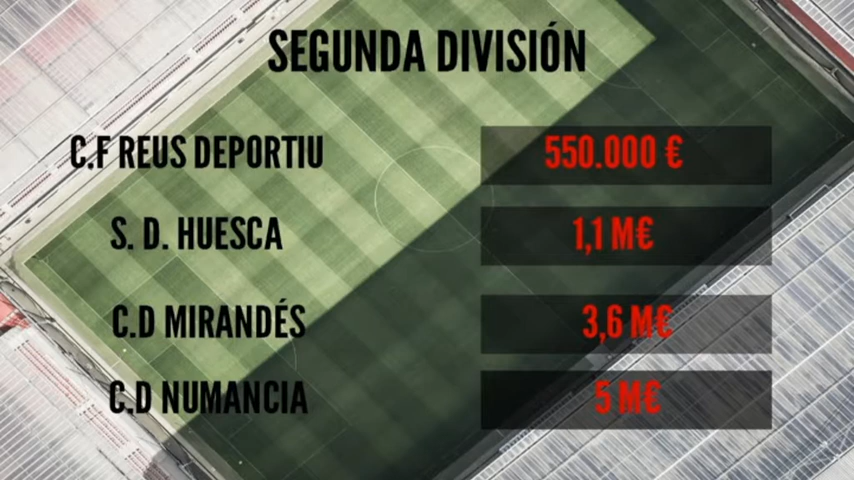 SEGUNDA DIVISIÓN
C.F REUS DEPORTIU 550.000 €
S. D. HUESCA 1,1 M€
C.D MIRANDÉS 3,6 M€
C.D NUMANCIA 5 M€